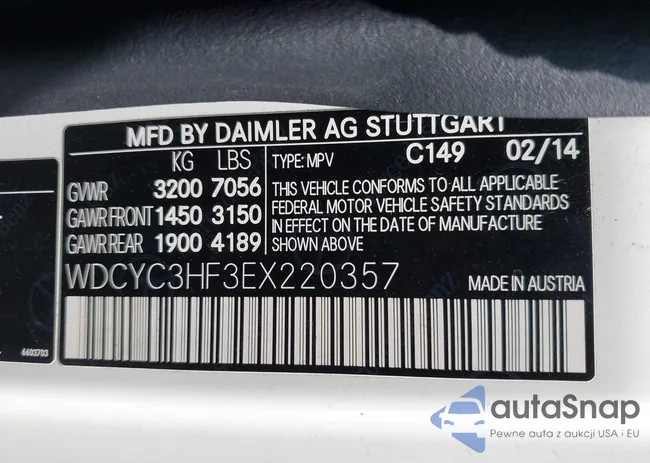 MFD BY DAIMLER AG STUTTGART
KG LBS TYPE: MPV C149 02/14
GVWR 3200 7056
GAWR FRONT 1450 3150
GAWR REAR 1900 4189
THIS VEHICLE CONFORMS TO ALL APPLICABLE
FEDERAL MOTOR VEHICLE SAFETY STANDARDS
IN EFFECT ON THE DATE OF MANUFACTURE
SHOWN ABOVE
WDCYC3HF3EX220357 MADE IN AUSTRIA
6603703
autaSnap
Pewne auta z aukcji USA i EU